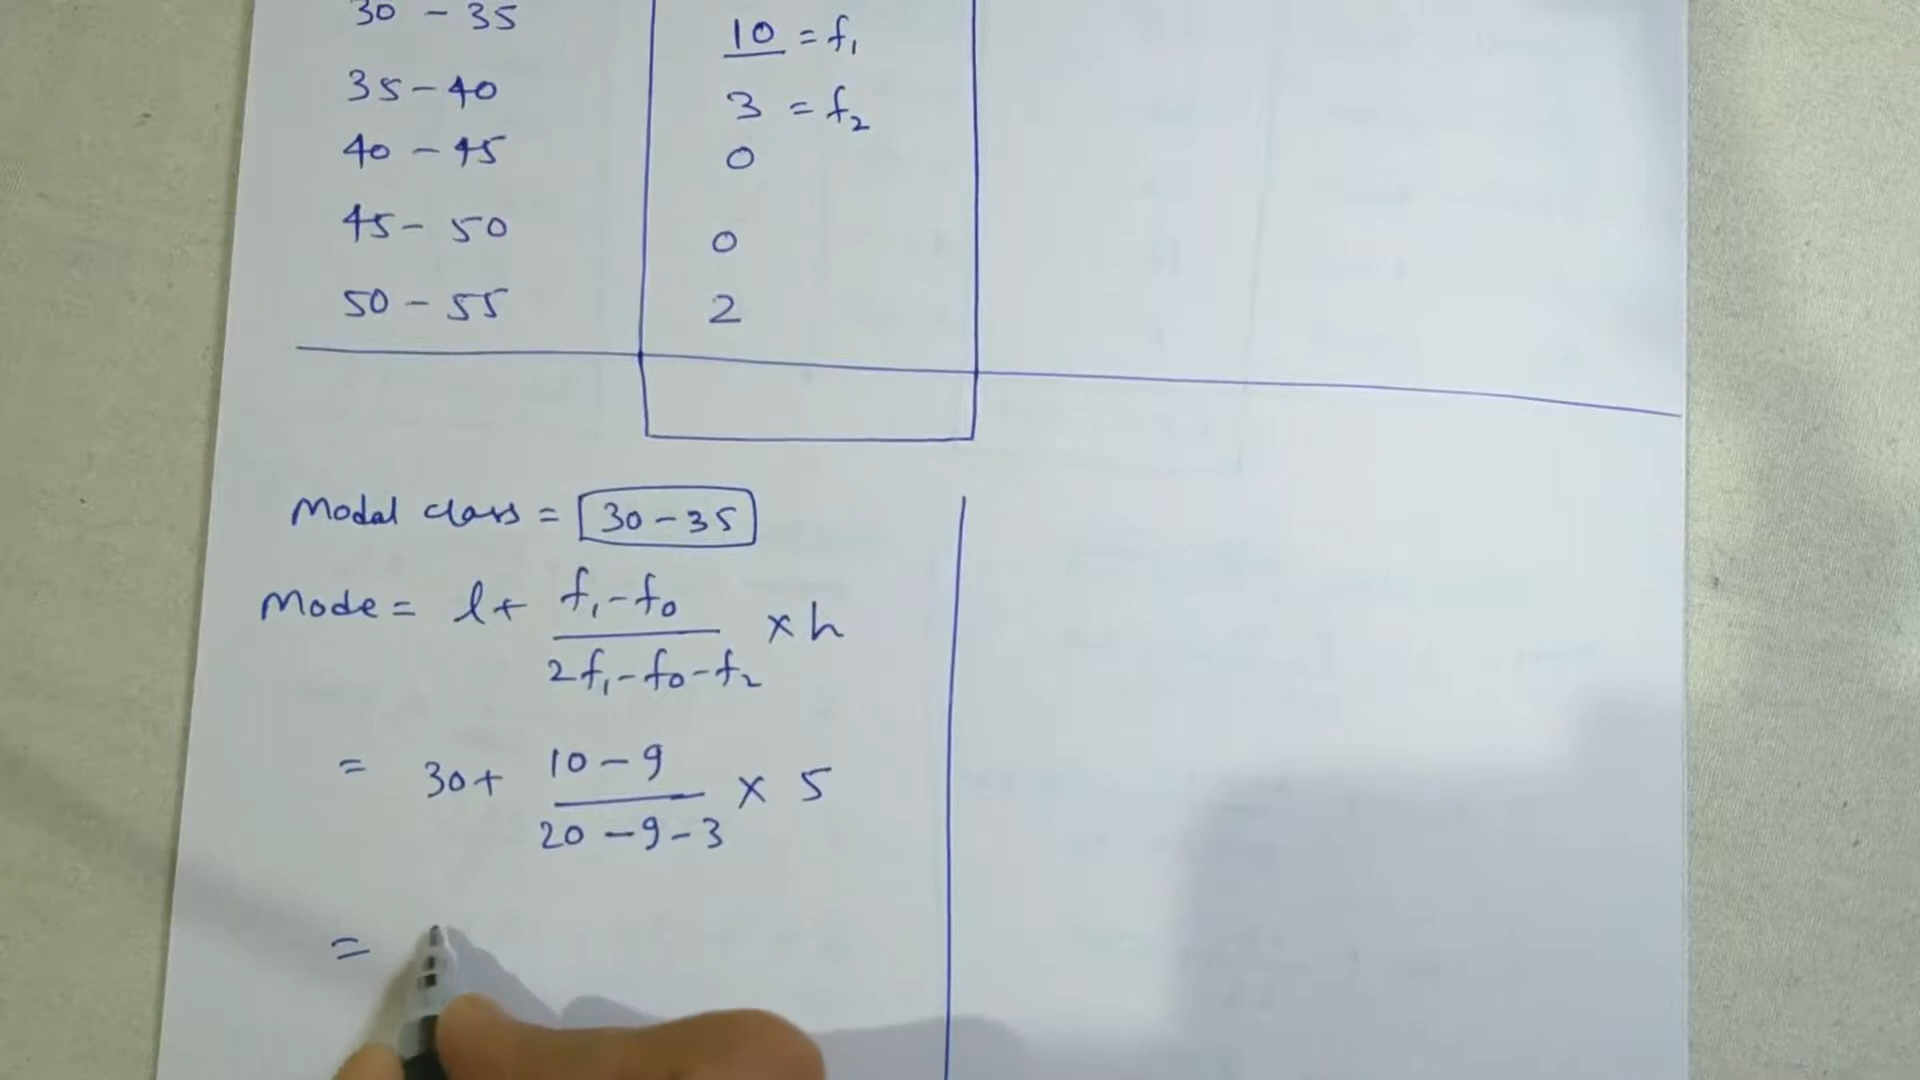 30 - 35
10 = f₁
35 - 40
3 = f₂
40 - 45
0
45 - 50
0
50 - 55
2
Modal class = 30 - 35
Mode = l + (f₁ - f₀) / (2f₁ - f₀ - f₂) × h
= 30 + (10 - 9) / (20 - 9 - 3) × 5
=